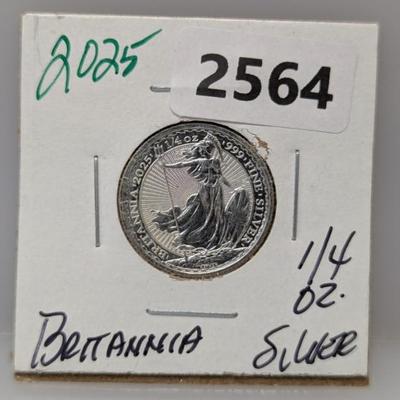 2025
2564
BRITANNIA · 2025 · 1/4 OZ · 999 · FINE · SILVER
1/4
OZ.
BRITANNIA
SILVER